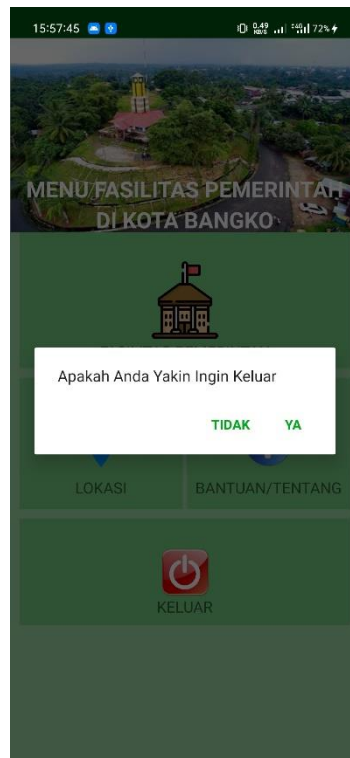 15:57:45 0.49 KB/S 4G 72%
MENU FASILITAS PEMERINTAH
DI KOTA BANGKO
Apakah Anda Yakin Ingin Keluar
TIDAK YA
LOKASI BANTUAN/TENTANG
KELUAR